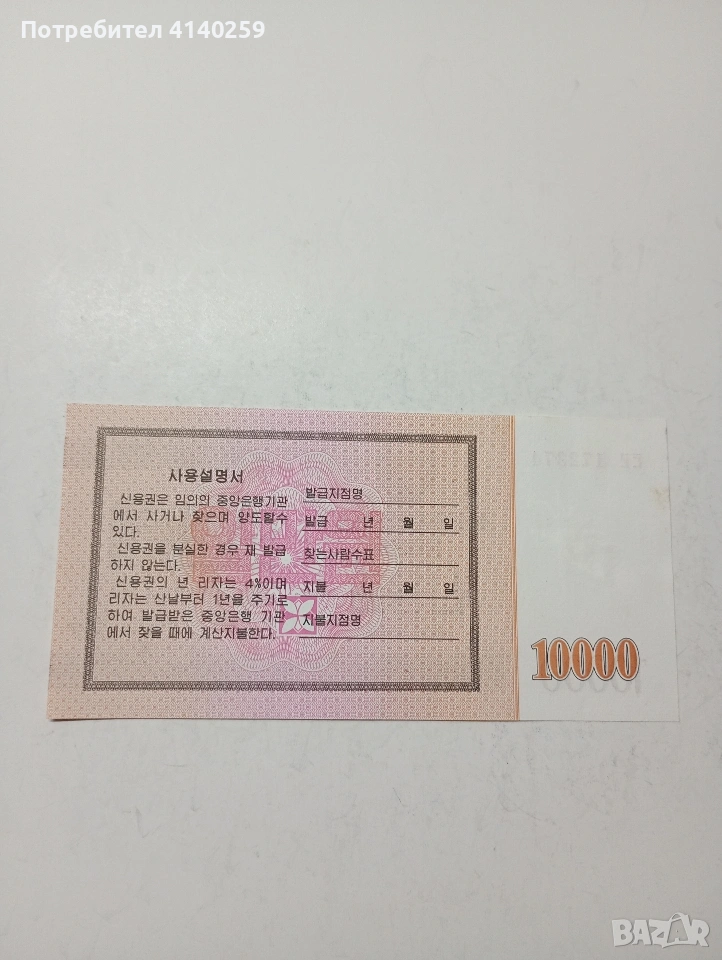 Потребител 4140259
사용설명서
신용권은 임의의 중앙은행기관
에서 사거나 찾으며 양도할수
있다.
신용권을 분실한 경우 재 발급
하지 않는다.
신용권의 년 리자는 4%이며
리자는 산날부터 1년을 주기로
하여 발급받은 중앙은행 기관
에서 찾을 때에 계산지불한다.
발급지점명
발급 년 월 일
찾는사람수표
지불 년 월 일
지불지점명
10000
BAZAR